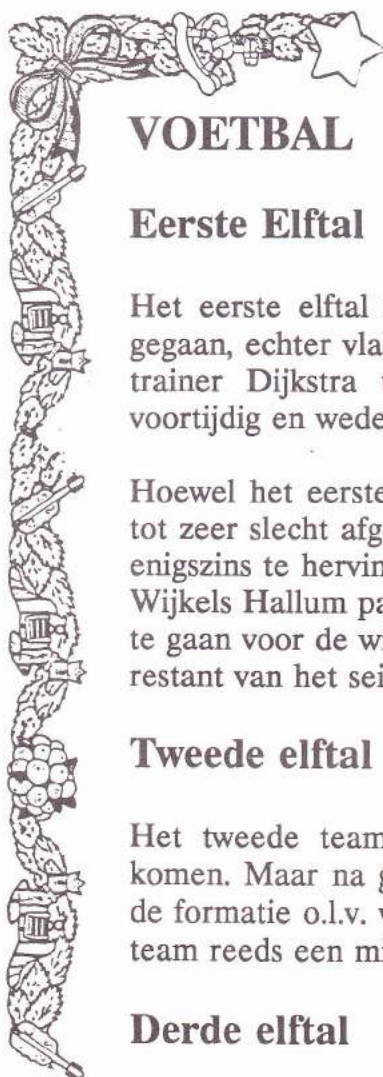 VOETBAL
Eerste Elftal
Het eerste elftal
gegaan, echter vla
trainer Dijkstra
voortijdig en wede
Hoewel het eerste
tot zeer slecht afg
enigszins te hervin
Wijkels Hallum pa
te gaan voor de w
restant van het sei
Tweede elftal
Het tweede team
komen. Maar na g
de formatie o.l.v. v
team reeds een mi
Derde elftal